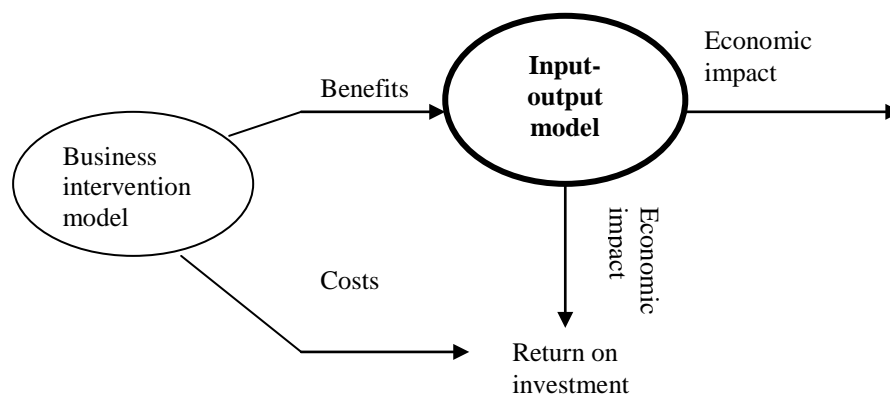 Economic
impact
Input-
output
model
Benefits
Business
intervention
model
Economic
impact
Costs
Return on
investment